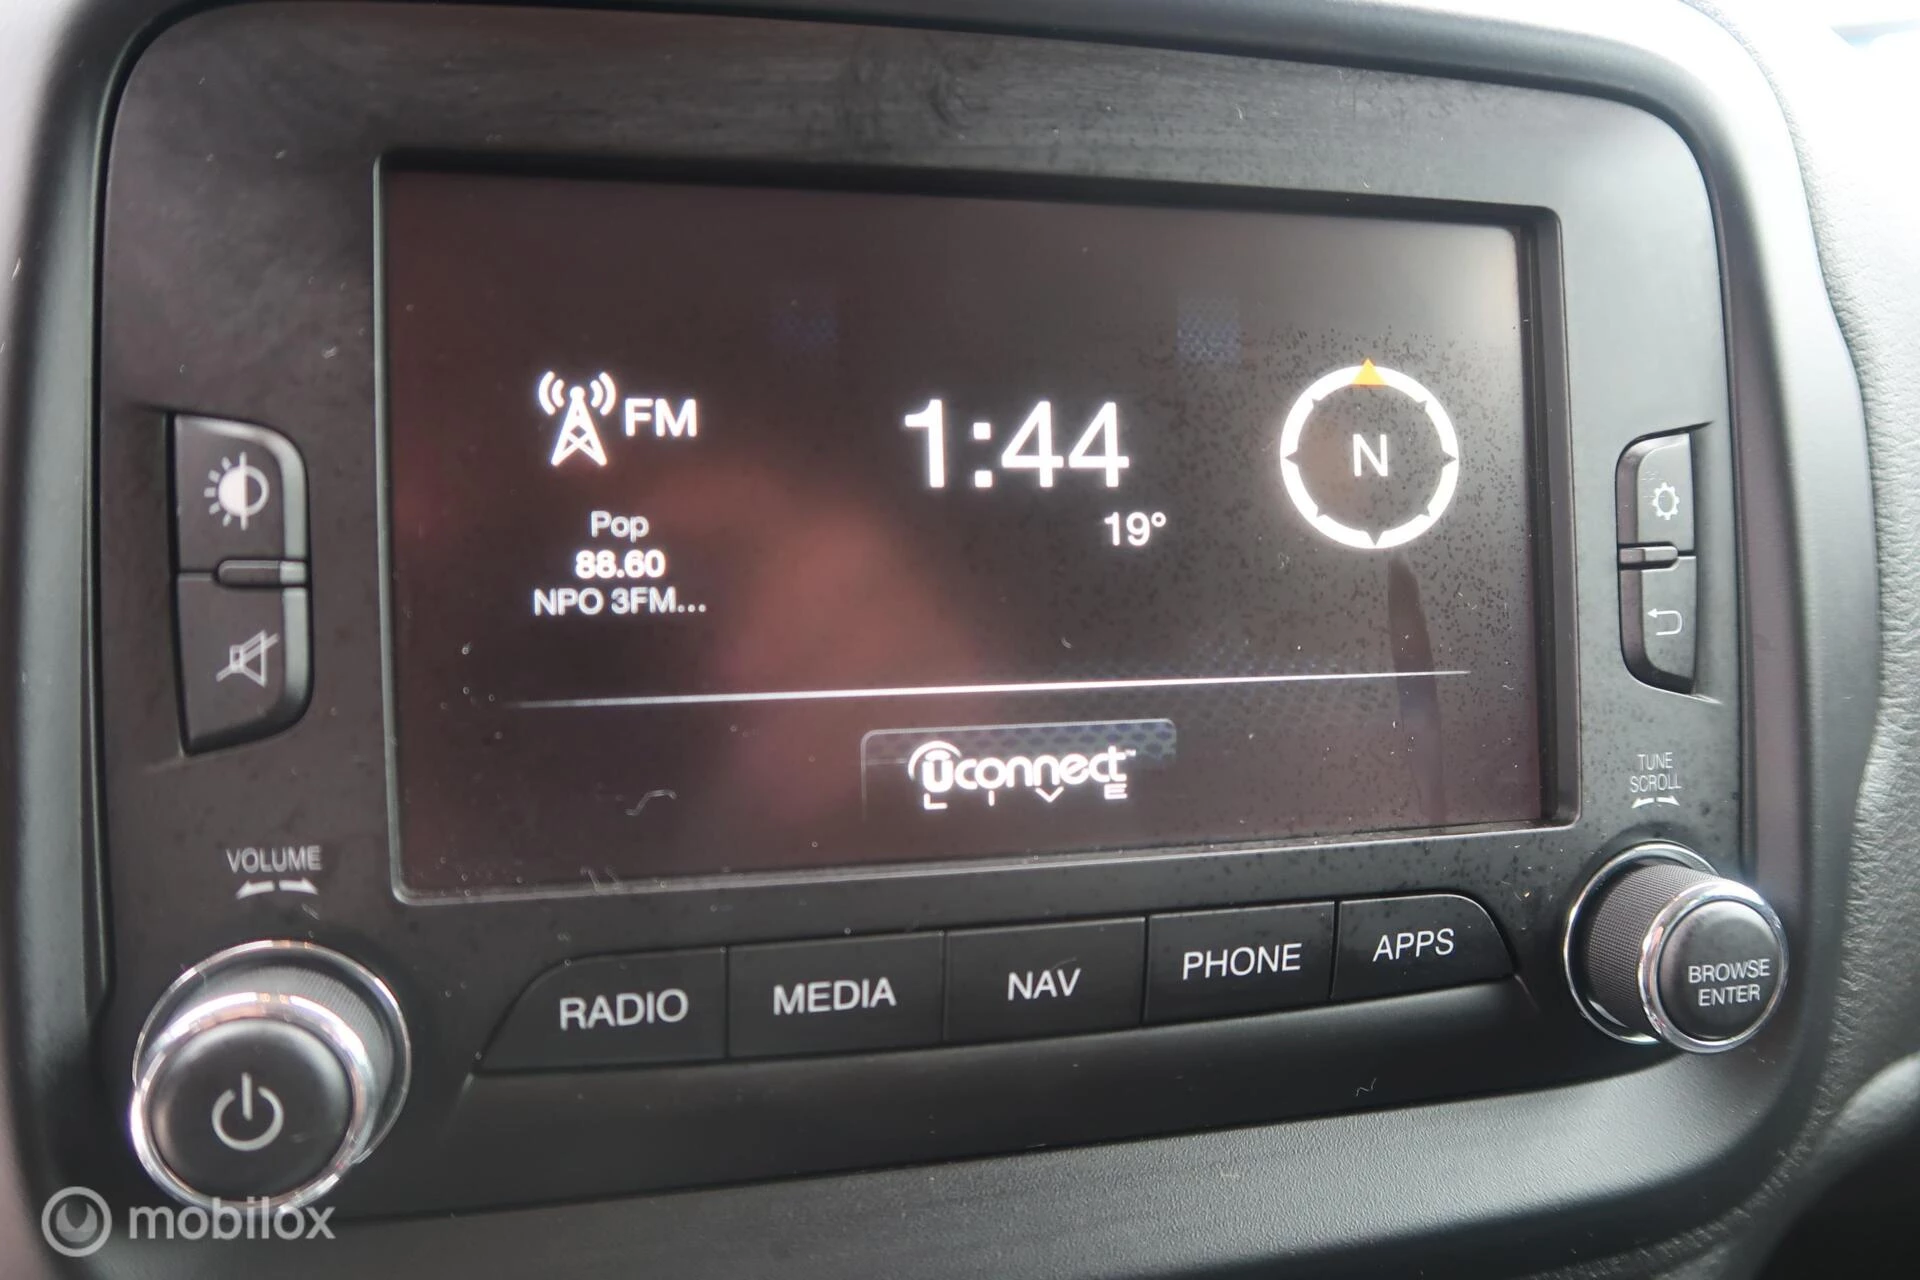 FM
1:44
N
Pop
19°
88.60
NPO 3FM...
uconnect™
LIVE
VOLUME
TUNE
SCROLL
RADIO
MEDIA
NAV
PHONE
APPS
BROWSE
ENTER
mobilox